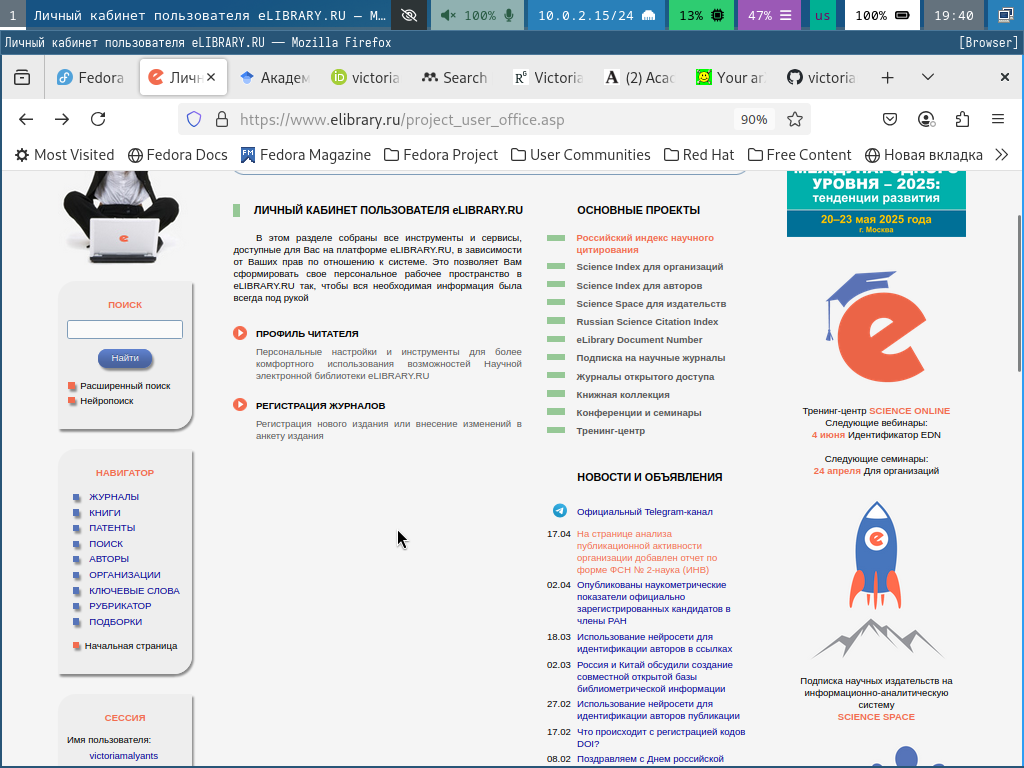 1
Личный кабинет пользователя eLIBRARY.RU — М…
100%
10.0.2.15/24
13%
47%
us
100%
19:40
Личный кабинет пользователя eLIBRARY.RU —— Mozilla Firefox
[Browser]
Fedora
Личн
Академ
victoria
Search
Victoria
(2) Acad
Your ar
victoria
https://www.elibrary.ru/project_user_office.asp
90%
Most Visited
Fedora Docs
Fedora Magazine
Fedora Project
User Communities
Red Hat
Free Content
Новая вкладка
ПОИСК
Найти
Расширенный поиск
Нейропоиск
НАВИГАТОР
ЖУРНАЛЫ
КНИГИ
ПАТЕНТЫ
ПОИСК
АВТОРЫ
ОРГАНИЗАЦИИ
КЛЮЧЕВЫЕ СЛОВА
РУБРИКАТОР
ПОДБОРКИ
Начальная страница
СЕССИЯ
Имя пользователя:
victoriamalyants
ЛИЧНЫЙ КАБИНЕТ ПОЛЬЗОВАТЕЛЯ eLIBRARY.RU
В этом разделе собраны все инструменты и сервисы,
доступные для Вас на платформе eLIBRARY.RU, в зависимости
от Ваших прав по отношению к системе. Это позволяет Вам
сформировать свое персональное рабочее пространство в
eLIBRARY.RU так, чтобы вся необходимая информация была
всегда под рукой
ПРОФИЛЬ ЧИТАТЕЛЯ
Персональные настройки и инструменты для более
комфортного использования возможностей Научной
электронной библиотеки eLIBRARY.RU
РЕГИСТРАЦИЯ ЖУРНАЛОВ
Регистрация нового издания или внесение изменений в
анкету издания
ОСНОВНЫЕ ПРОЕКТЫ
Российский индекс научного
цитирования
Science Index для организаций
Science Index для авторов
Science Space для издательств
Russian Science Citation Index
eLibrary Document Number
Подписка на научные журналы
Журналы открытого доступа
Книжная коллекция
Конференции и семинары
Тренинг-центр
НОВОСТИ И ОБЪЯВЛЕНИЯ
Официальный Telegram-канал
17.04 На странице анализа
публикационной активности
организации добавлен отчет по
форме ФСН № 2-наука (ИНВ)
02.04 Опубликованы наукометрические
показатели официально
зарегистрированных кандидатов в
члены РАН
18.03 Использование нейросети для
идентификации авторов в ссылках
02.03 Россия и Китай обсудили создание
совместной открытой базы
библиометрической информации
27.02 Использование нейросети для
идентификации авторов публикации
17.02 Что происходит с регистрацией кодов
DOI?
08.02 Поздравляем с Днем российской
МЕЖДУНАРОДНОГО
УРОВНЯ – 2025:
тенденции развития
20–23 мая 2025 года
г. Москва
Тренинг-центр SCIENCE ONLINE
Следующие вебинары:
4 июня Идентификатор EDN
Следующие семинары:
24 апреля Для организаций
Подписка научных издательств на
информационно-аналитическую
систему
SCIENCE SPACE